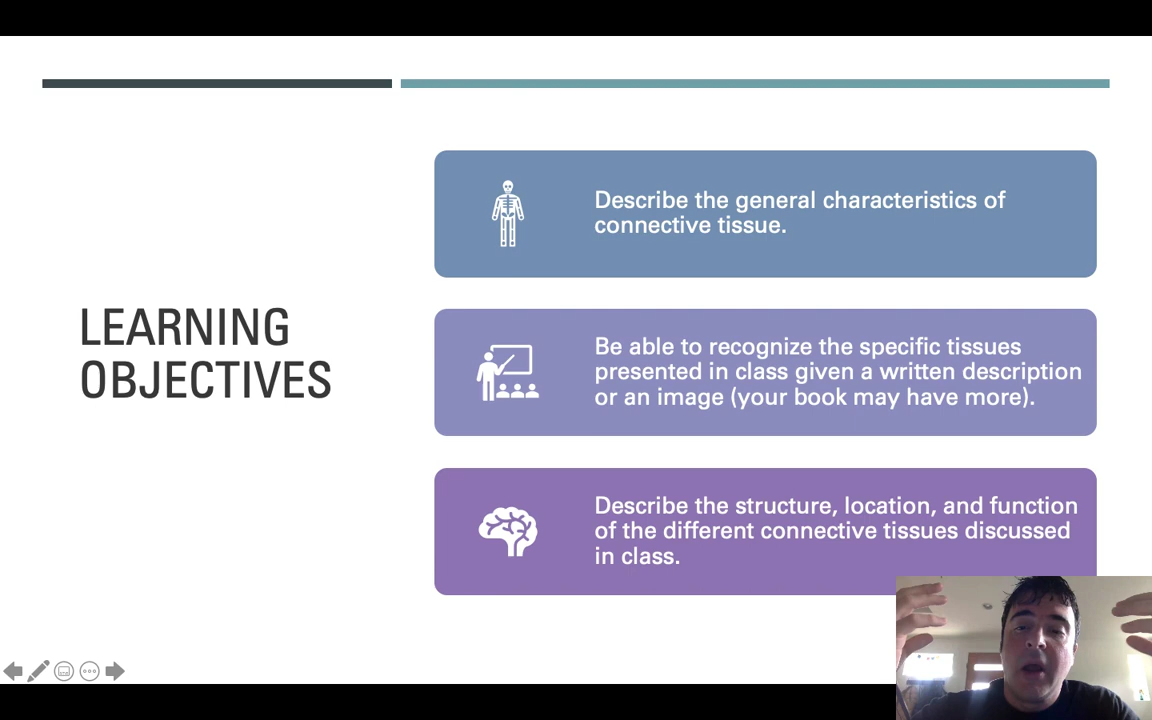 LEARNING
OBJECTIVES
Describe the general characteristics of
connective tissue.
Be able to recognize the specific tissues
presented in class given a written description
or an image (your book may have more).
Describe the structure, location, and function
of the different connective tissues discussed
in class.